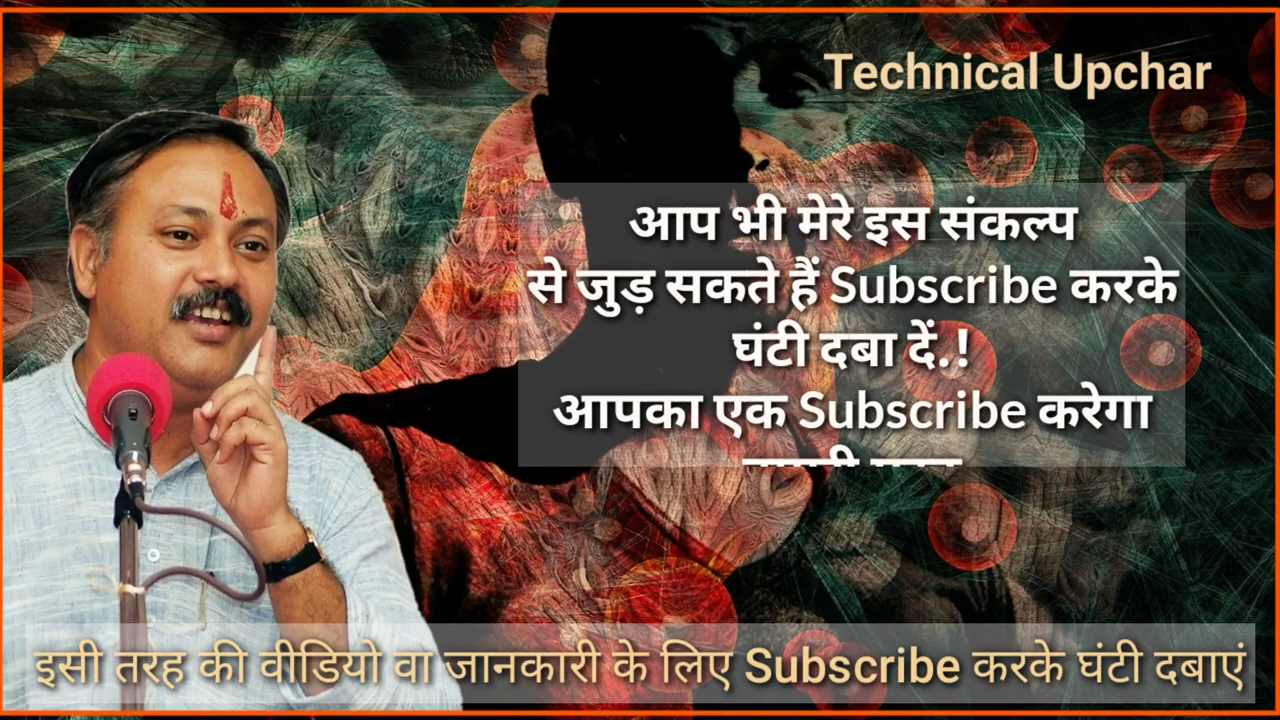 Technical Upchar
आप भी मेरे इस संकल्प
से जुड़ सकते हैं Subscribe करके
घंटी दबा दें.!
आपका एक Subscribe करेगा
इसी तरह की वीडियो वा जानकारी के लिए Subscribe करके घंटी दबाएं